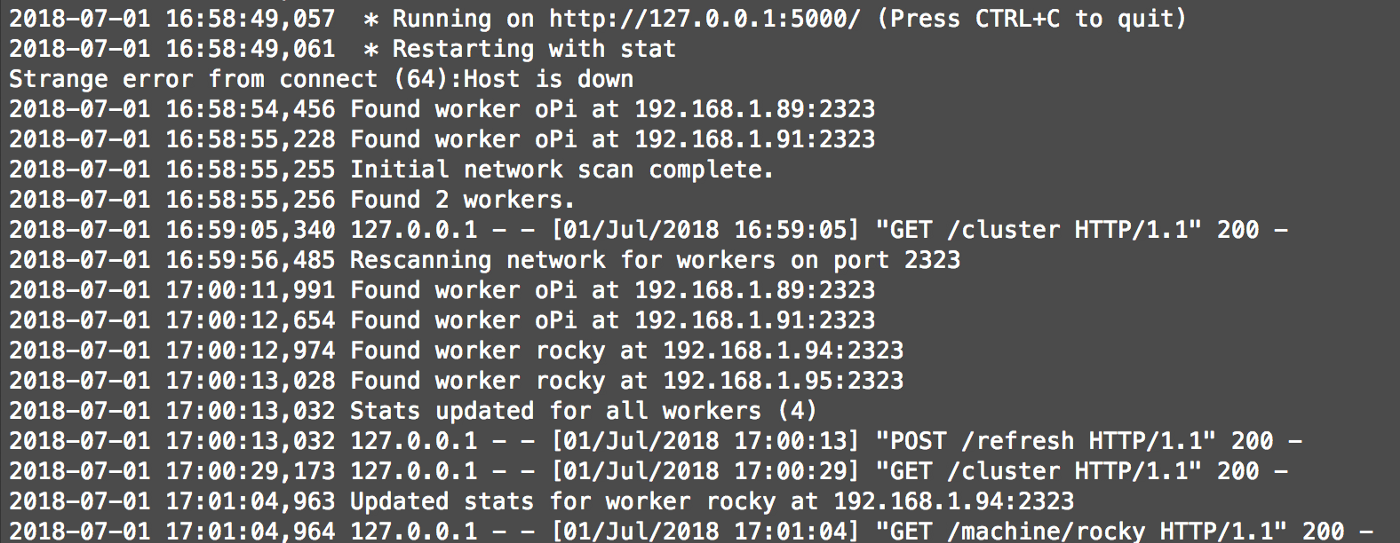 2018-07-01 16:58:49,057  * Running on http://127.0.0.1:5000/ (Press CTRL+C to quit)
2018-07-01 16:58:49,061  * Restarting with stat
Strange error from connect (64):Host is down
2018-07-01 16:58:54,456 Found worker oPi at 192.168.1.89:2323
2018-07-01 16:58:55,228 Found worker oPi at 192.168.1.91:2323
2018-07-01 16:58:55,255 Initial network scan complete.
2018-07-01 16:58:55,256 Found 2 workers.
2018-07-01 16:59:05,340 127.0.0.1 - - [01/Jul/2018 16:59:05] "GET /cluster HTTP/1.1" 200 -
2018-07-01 16:59:56,485 Rescanning network for workers on port 2323
2018-07-01 17:00:11,991 Found worker oPi at 192.168.1.89:2323
2018-07-01 17:00:12,654 Found worker oPi at 192.168.1.91:2323
2018-07-01 17:00:12,974 Found worker rocky at 192.168.1.94:2323
2018-07-01 17:00:13,028 Found worker rocky at 192.168.1.95:2323
2018-07-01 17:00:13,032 Stats updated for all workers (4)
2018-07-01 17:00:13,032 127.0.0.1 - - [01/Jul/2018 17:00:13] "POST /refresh HTTP/1.1" 200 -
2018-07-01 17:00:29,173 127.0.0.1 - - [01/Jul/2018 17:00:29] "GET /cluster HTTP/1.1" 200 -
2018-07-01 17:01:04,963 Updated stats for worker rocky at 192.168.1.94:2323
2018-07-01 17:01:04,964 127.0.0.1 - - [01/Jul/2018 17:01:04] "GET /machine/rocky HTTP/1.1" 200 -